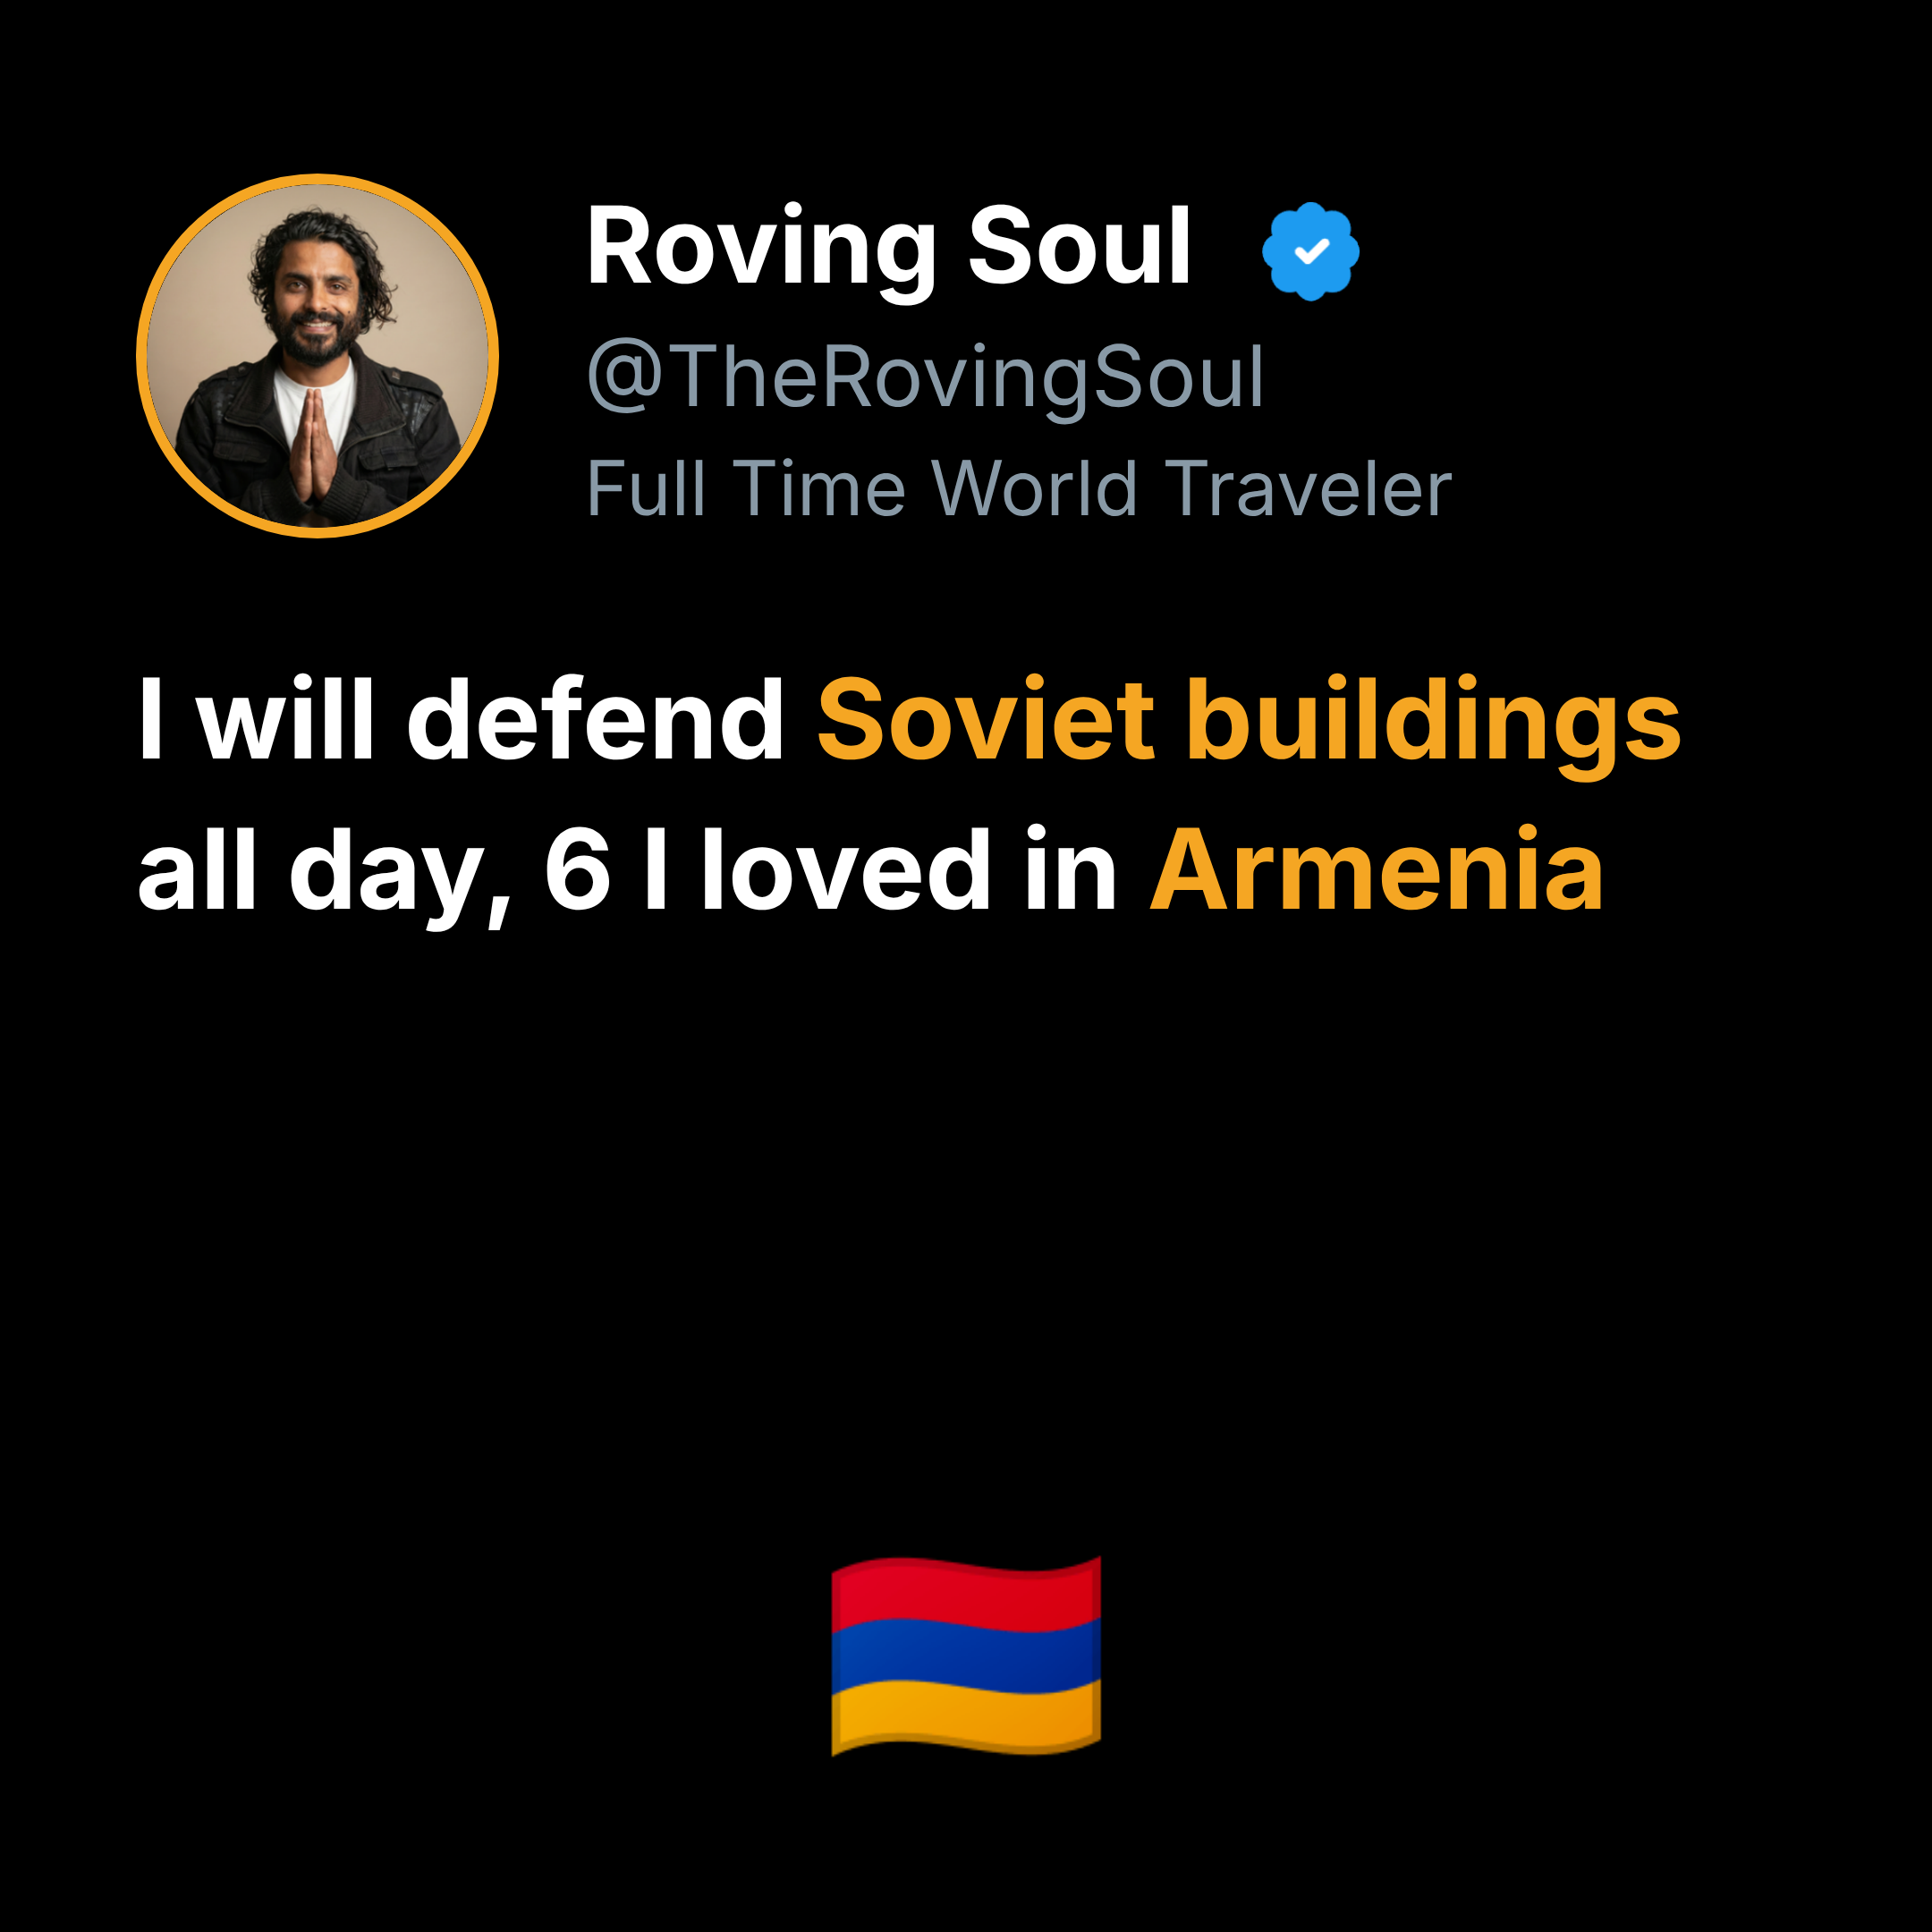 Roving Soul
@TheRovingSoul
Full Time World Traveler
I will defend Soviet buildings
all day, 6 I loved in Armenia